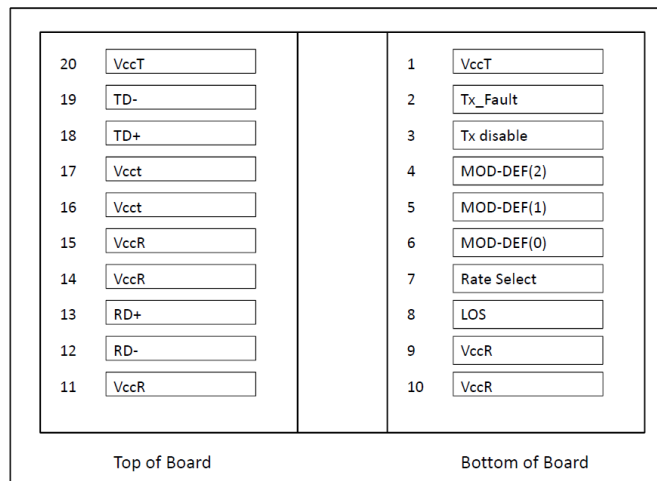 20 VccT
19 TD-
18 TD+
17 Vcct
16 Vcct
15 VccR
14 VccR
13 RD+
12 RD-
11 VccR
Top of Board
1 VccT
2 Tx_Fault
3 Tx disable
4 MOD-DEF(2)
5 MOD-DEF(1)
6 MOD-DEF(0)
7 Rate Select
8 LOS
9 VccR
10 VccR
Bottom of Board